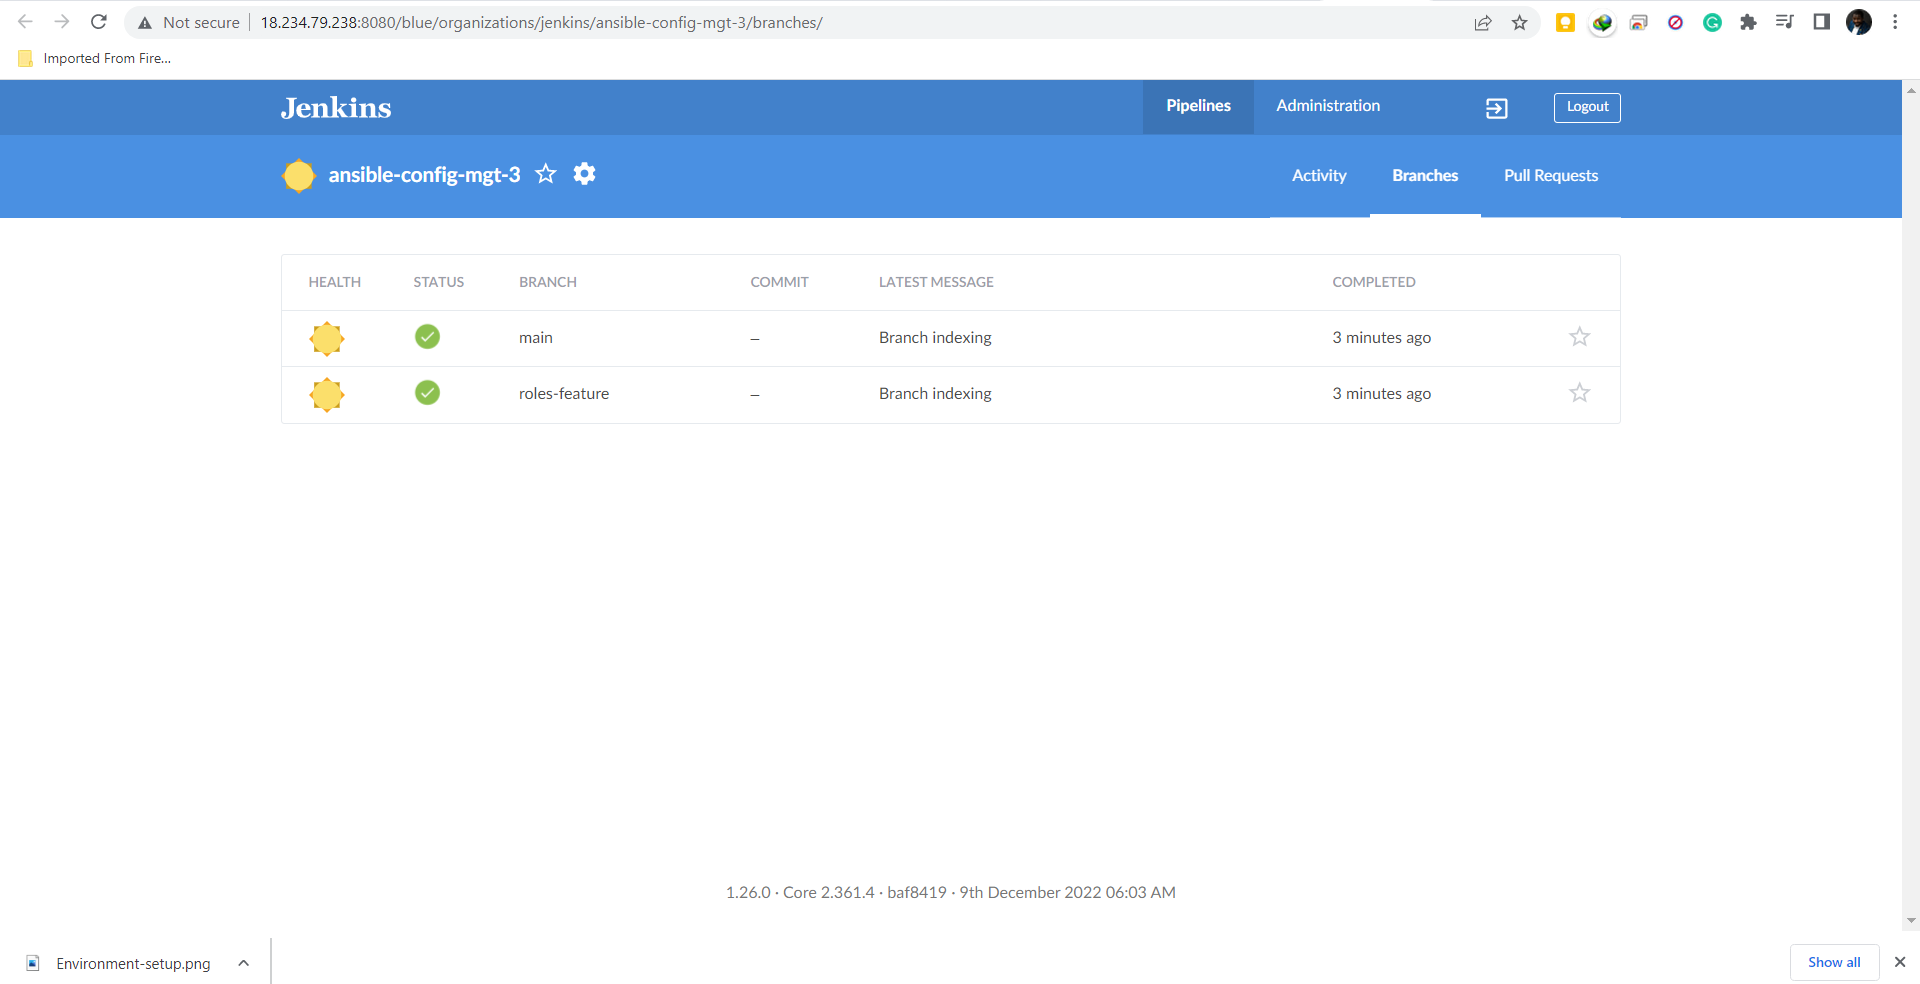 Not secure 18.234.79.238:8080/blue/organizations/jenkins/ansible-config-mgt-3/branches/
Imported From Fire...
Jenkins Pipelines Administration Logout
ansible-config-mgt-3 Activity Branches Pull Requests
HEALTH STATUS BRANCH COMMIT LATEST MESSAGE COMPLETED
main – Branch indexing 3 minutes ago
roles-feature – Branch indexing 3 minutes ago
1.26.0 · Core 2.361.4 · baf8419 · 9th December 2022 06:03 AM
Environment-setup.png Show all